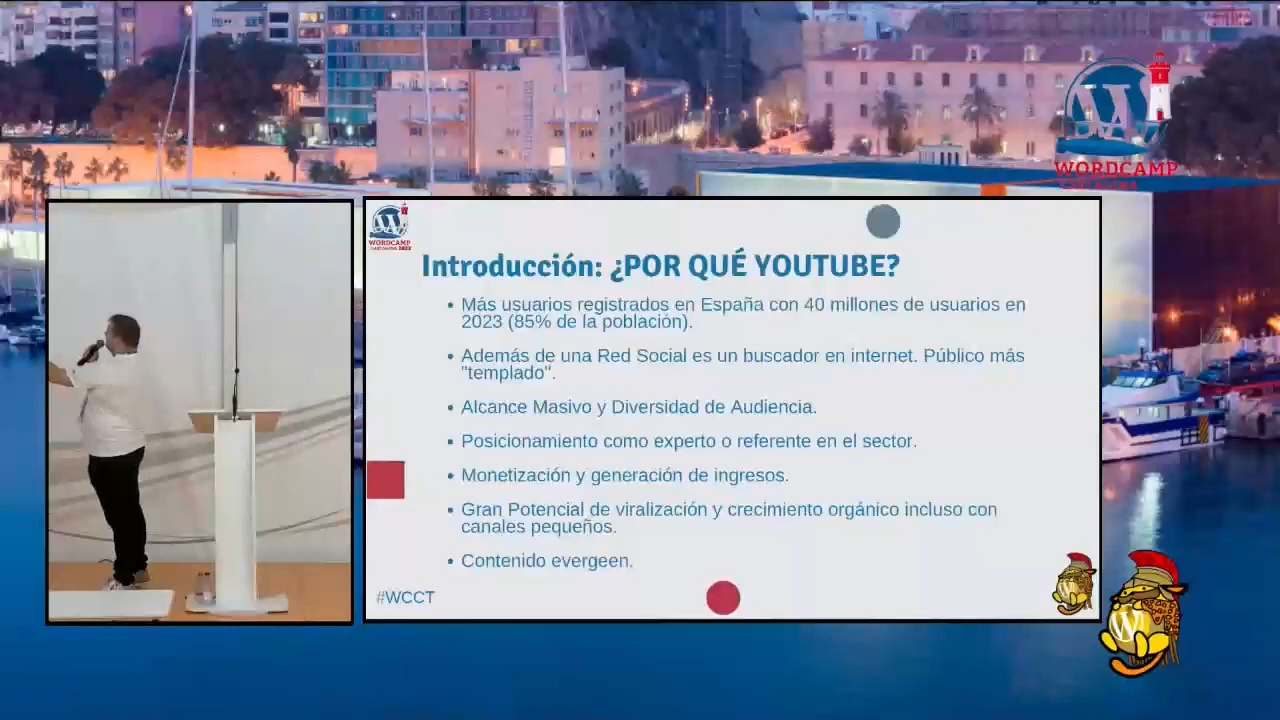 WORDCAMP
WORDCAMP
CARTAGENA 2023
Introducción: ¿POR QUÉ YOUTUBE?
• Más usuarios registrados en España con 40 millones de usuarios en
2023 (85% de la población).
• Además de una Red Social es un buscador en internet. Público más
"templado".
• Alcance Masivo y Diversidad de Audiencia.
• Posicionamiento como experto o referente en el sector.
• Monetización y generación de ingresos.
• Gran Potencial de viralización y crecimiento orgánico incluso con
canales pequeños.
• Contenido evergeen.
#WCCT